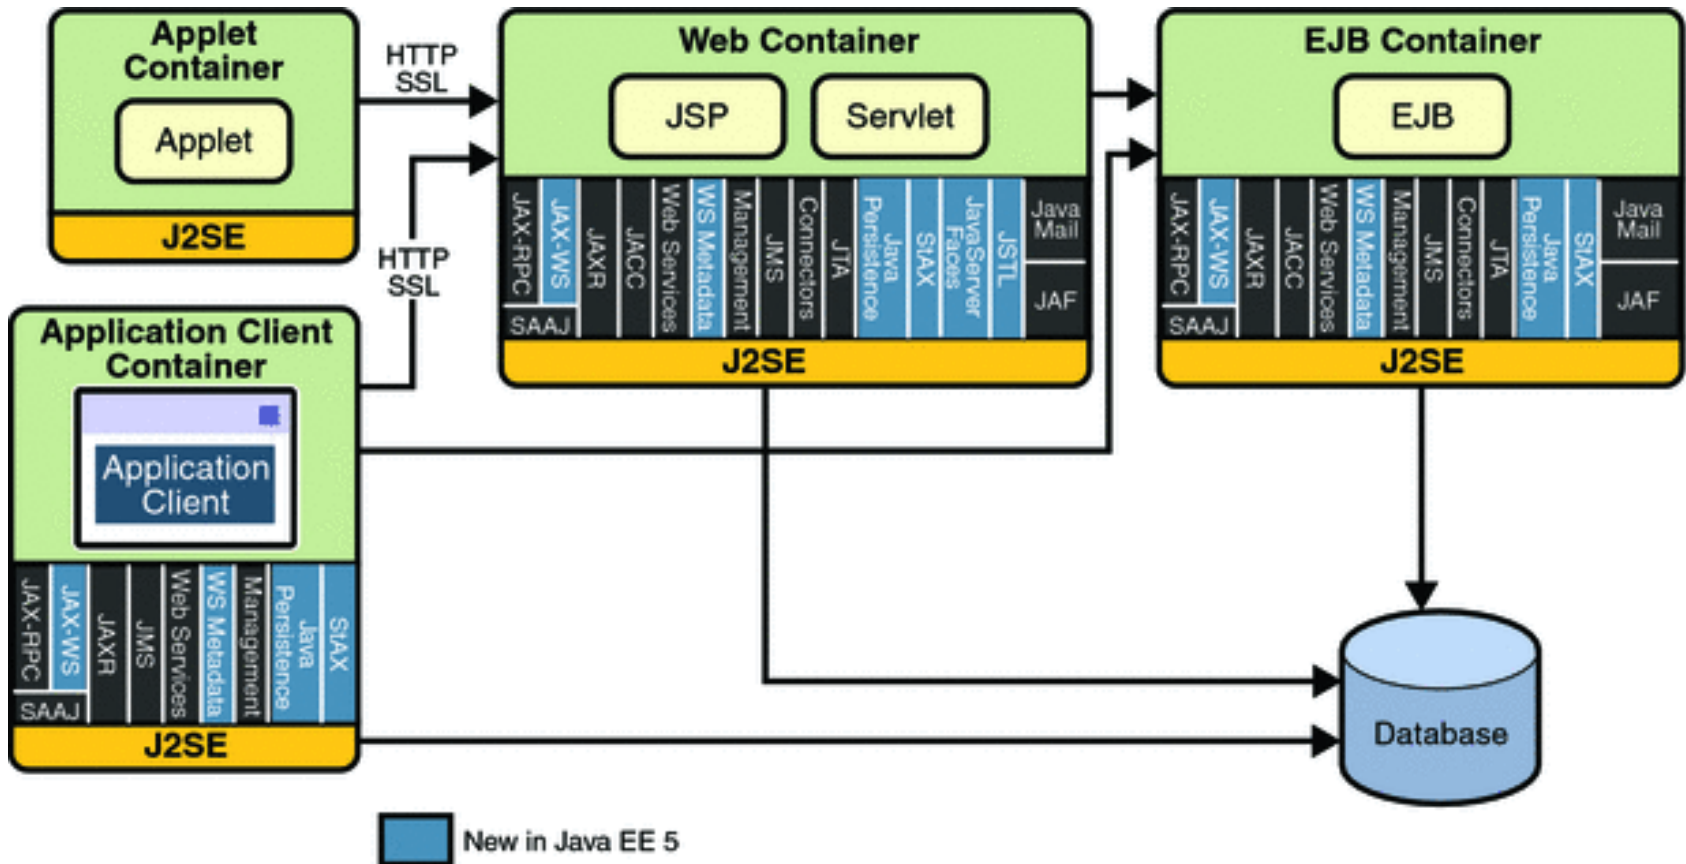 Applet
Container
Applet
J2SE
HTTP
SSL
HTTP
SSL
Web Container
JSP
Servlet
JAX-RPC
SAAJ
JAX-WS
JAXR
JACC
Web Services
WS Metadata
Management
JMS
Connectors
JTA
Java
Persistence
StAX
JavaServer
Faces
JSTL
Java
Mail
JAF
J2SE
EJB Container
EJB
JAX-RPC
SAAJ
JAX-WS
JAXR
JACC
Web Services
WS Metadata
Management
JMS
Connectors
JTA
Java
Persistence
StAX
Java
Mail
JAF
J2SE
Application Client
Container
Application
Client
JAX-RPC
SAAJ
JAX-WS
JAXR
JMS
Web Services
WS Metadata
Management
Java
Persistence
StAX
J2SE
Database
New in Java EE 5